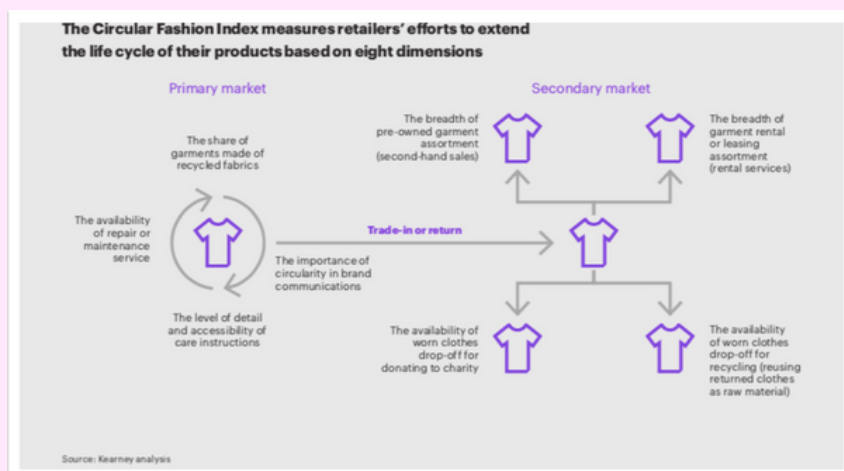 The Circular Fashion Index measures retailers’ efforts to extend
the life cycle of their products based on eight dimensions
Primary market
The share of
garments made of
recycled fabrics
The availability
of repair or
maintenance
service
The level of detail
and accessibility of
care instructions
Trade-in or return
The importance of
circularity in brand
communications
Secondary market
The breadth of
pre-owned garment
assortment
(second-hand sales)
The breadth of
garment rental
or leasing
assortment
(rental services)
The availability of
worn clothes
drop-off for
donating to charity
The availability
of worn clothes
drop-off for
recycling (reusing
returned clothes
as raw material)
Source: Kearney analysis